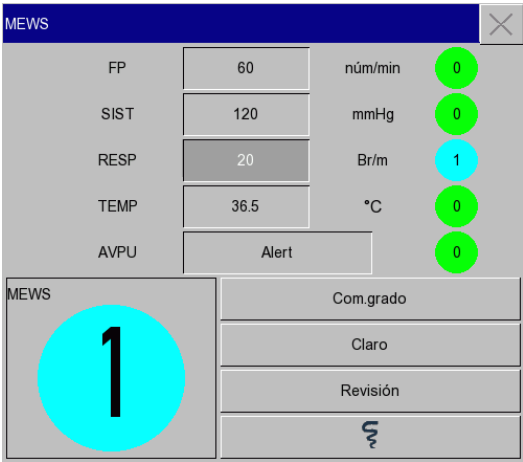 MEWS
FP 60 núm/min 0
SIST 120 mmHg 0
RESP 20 Br/m 1
TEMP 36.5 °C 0
AVPU Alert 0
MEWS
1
Com.grado
Claro
Revisión